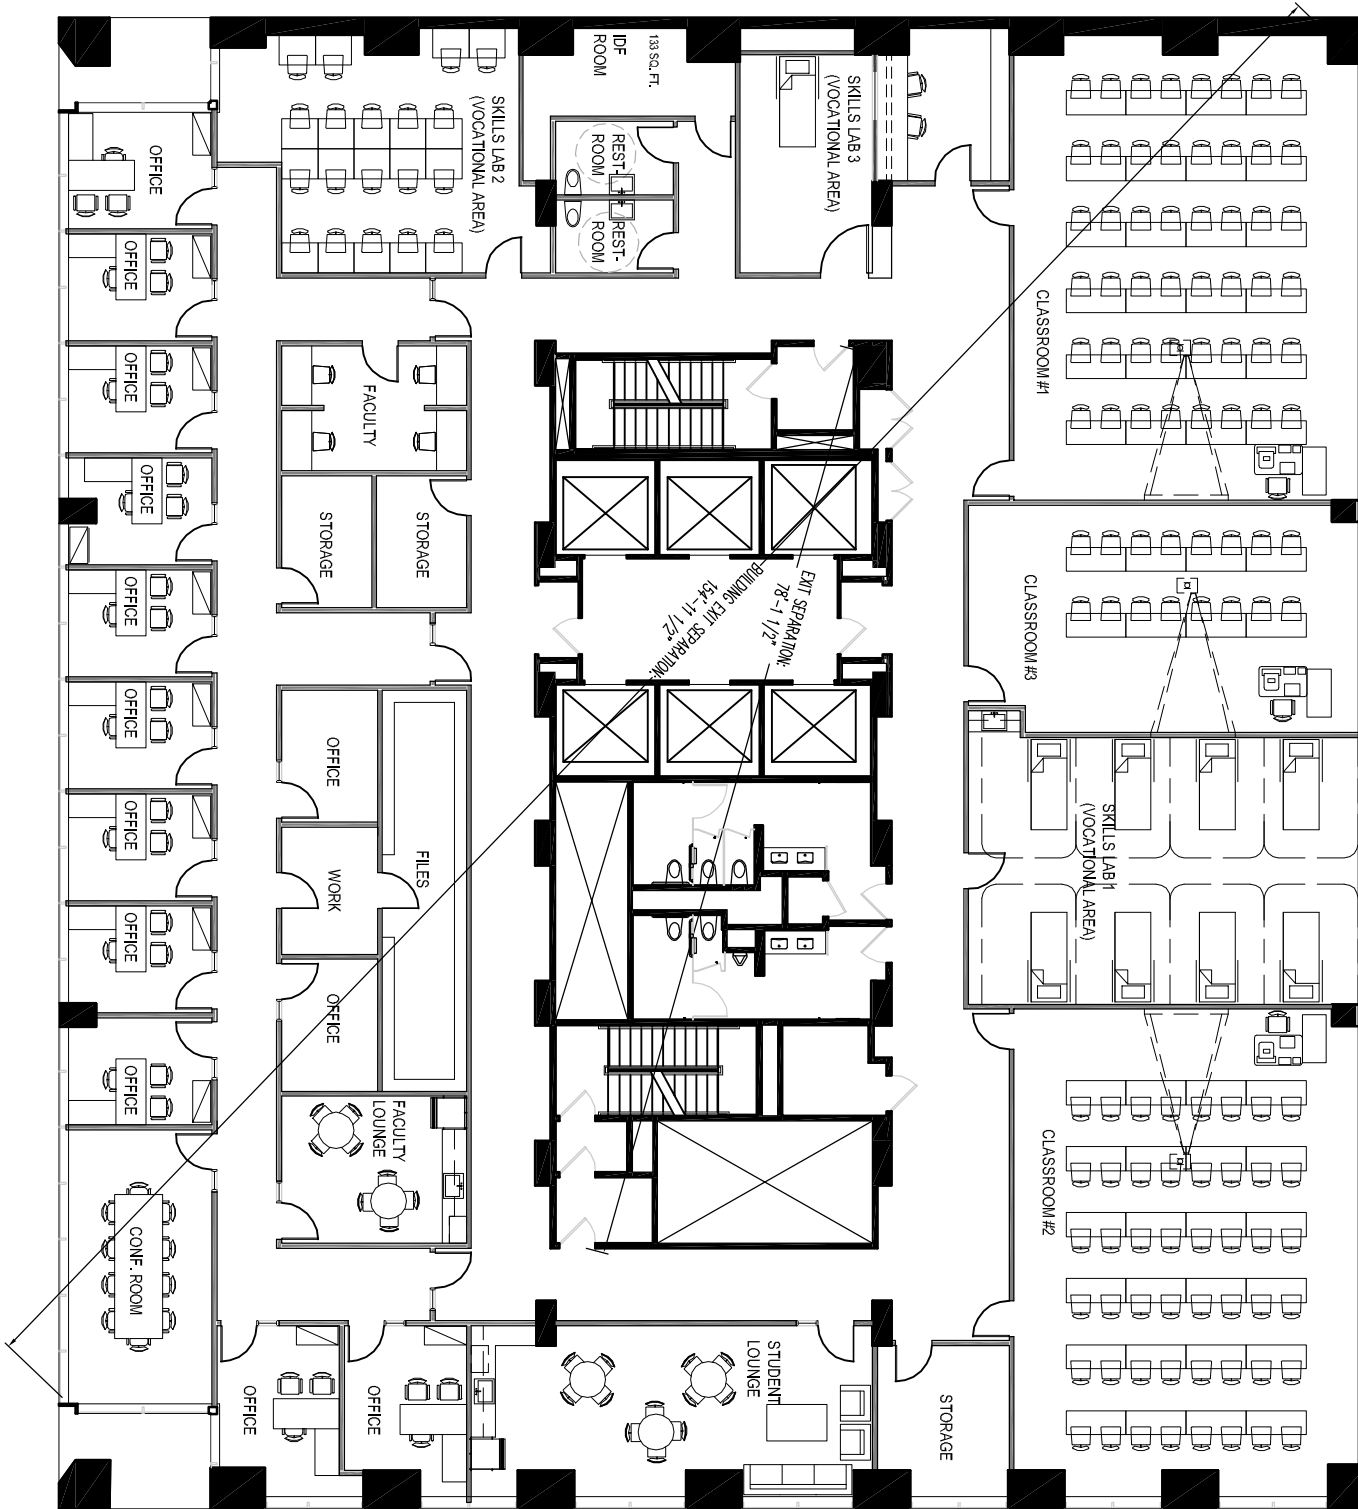 133 SQ. FT.
IDF
ROOM
SKILLS LAB 2
(VOCATIONAL AREA)
REST-
ROOM
REST-
ROOM
SKILLS LAB 3
(VOCATIONAL AREA)
OFFICE
OFFICE
OFFICE
OFFICE
OFFICE
OFFICE
OFFICE
OFFICE
OFFICE
CONF. ROOM
FACULTY
STORAGE
STORAGE
OFFICE
WORK
FILES
OFFICE
FACULTY
LOUNGE
OFFICE
OFFICE
STUDENT
LOUNGE
STORAGE
CLASSROOM #1
CLASSROOM #3
SKILLS LAB 1
(VOCATIONAL AREA)
CLASSROOM #2
EXIT SEPARATION:
78'-1 1/2"
BUILDING EXIT SEPARATION:
154'-11 1/2"